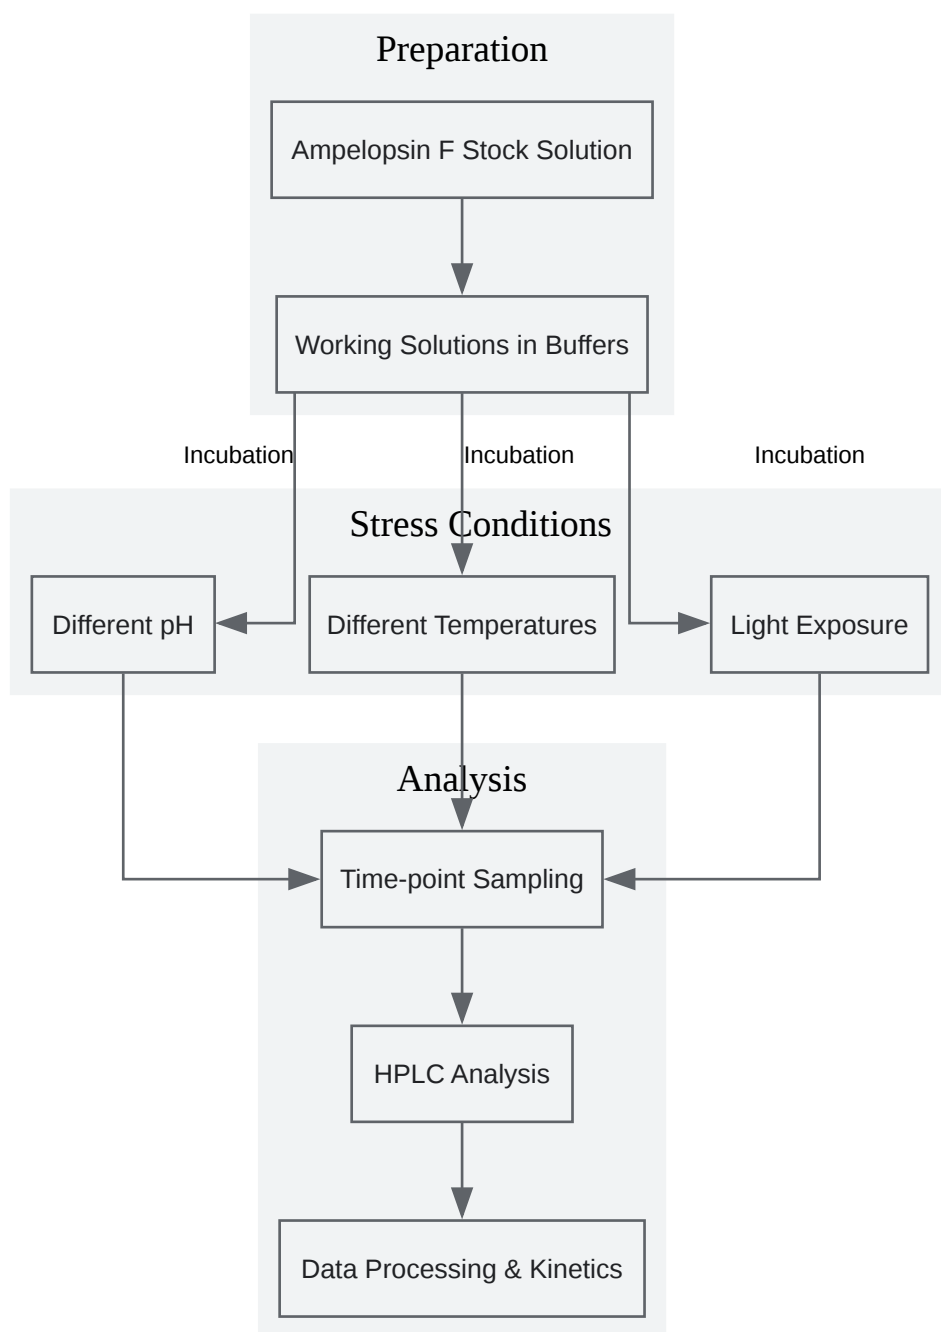 Preparation
Ampelopsin F Stock Solution
Working Solutions in Buffers
Incubation
Incubation
Incubation
Stress Conditions
Different pH
Different Temperatures
Light Exposure
Analysis
Time-point Sampling
HPLC Analysis
Data Processing & Kinetics